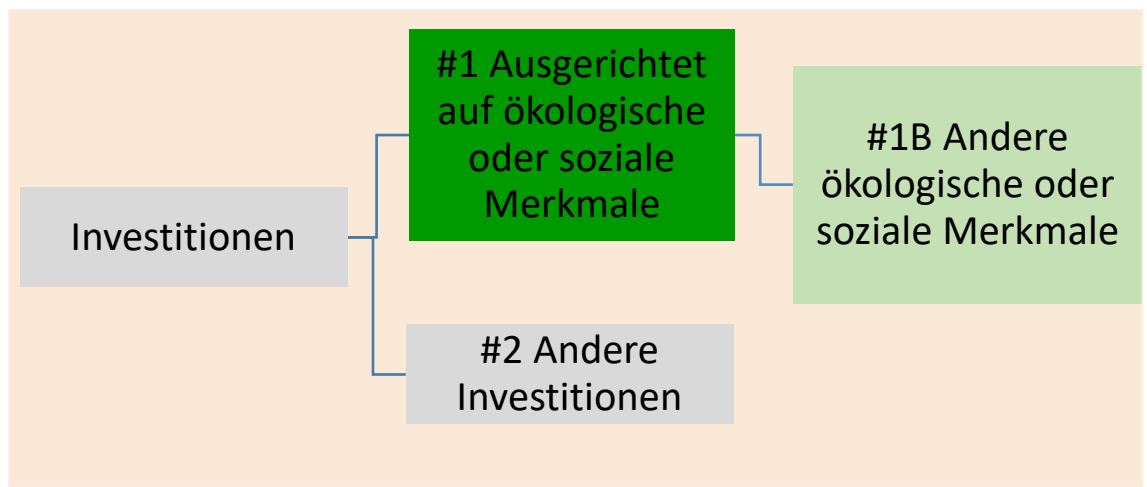 #1 Ausgerichtet
auf ökologische
oder soziale
Merkmale
#1B Andere
ökologische oder
soziale Merkmale
Investitionen
#2 Andere
Investitionen